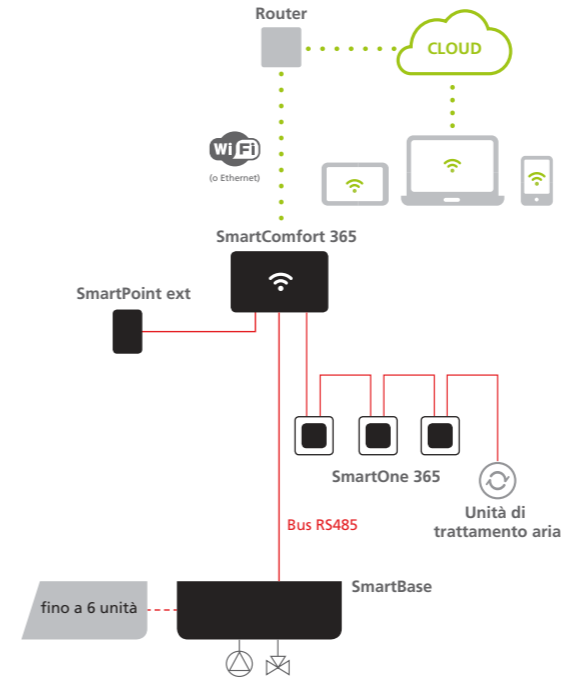 Router
CLOUD
Wi Fi
(o Ethernet)
SmartComfort 365
SmartPoint ext
SmartOne 365
Unità di
trattamento aria
Bus RS485
SmartBase
fino a 6 unità